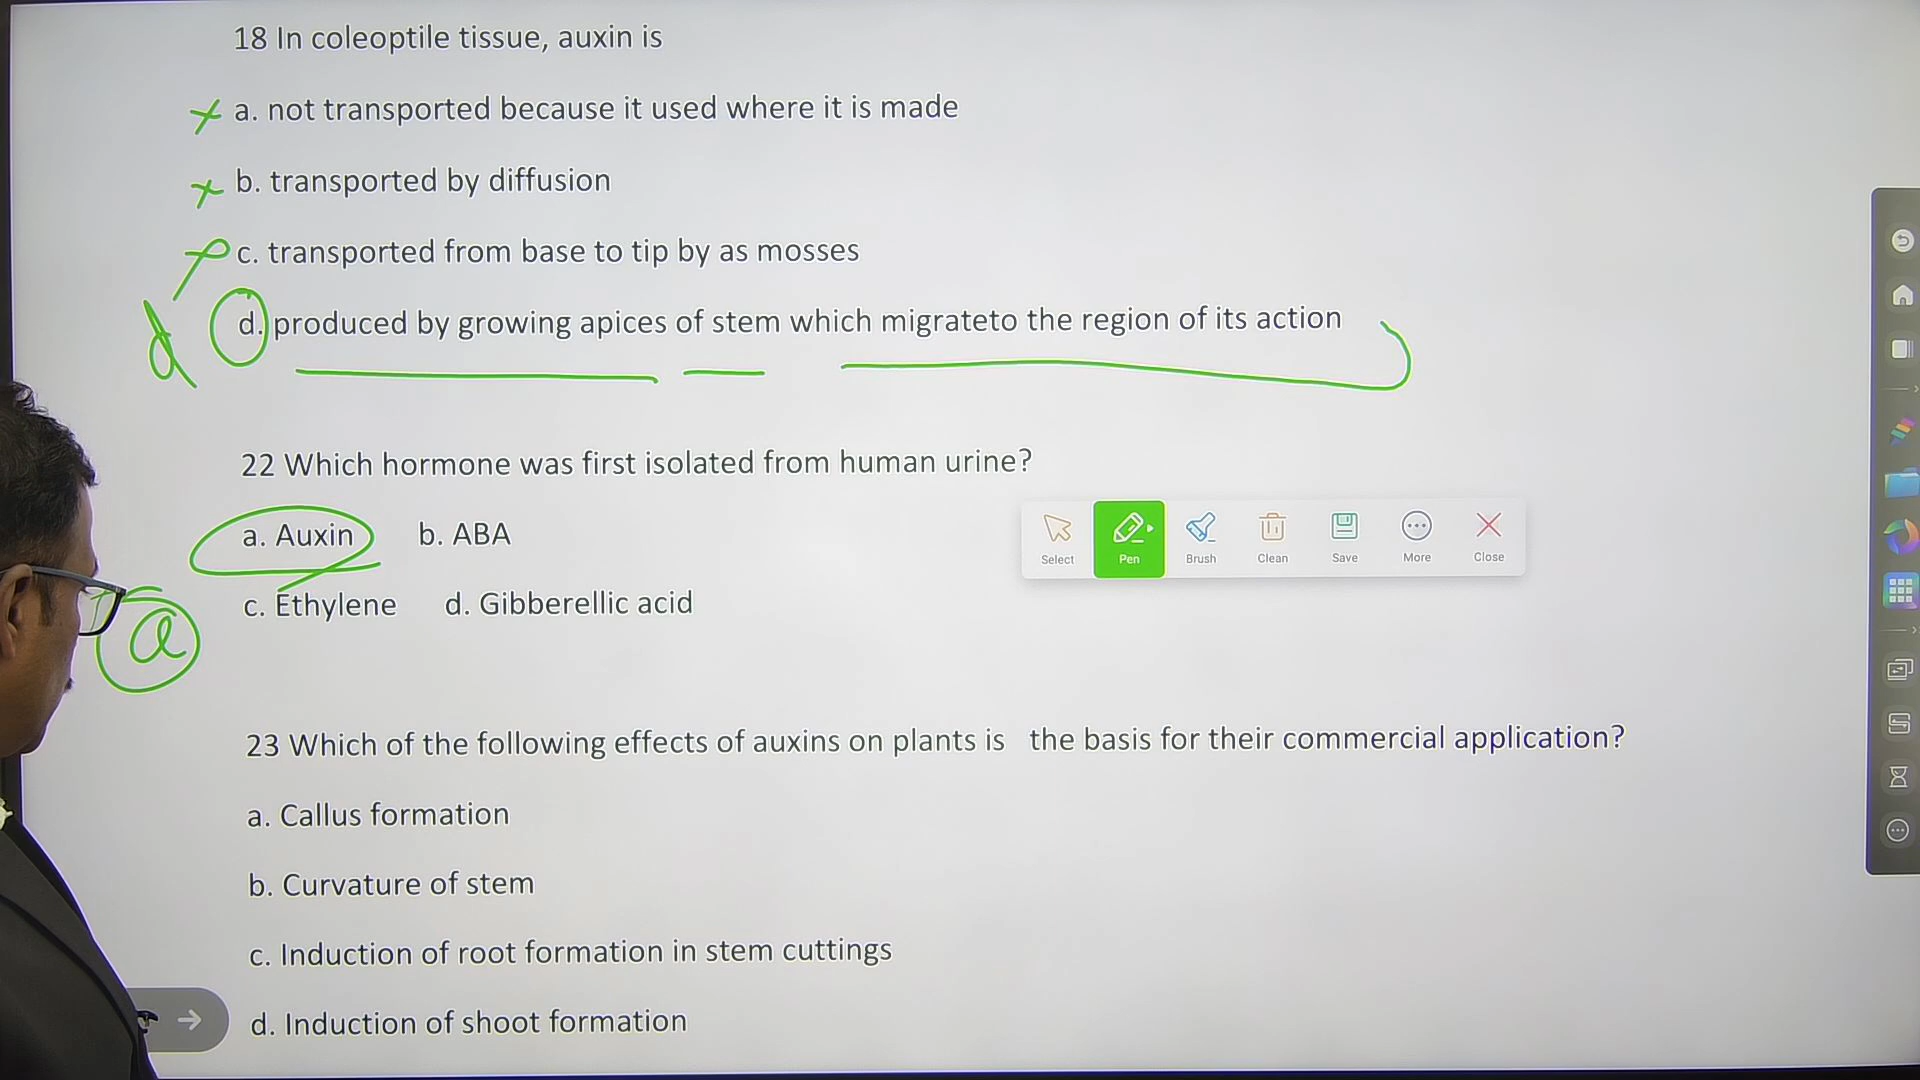 18 In coleoptile tissue, auxin is
a. not transported because it used where it is made
b. transported by diffusion
c. transported from base to tip by as mosses
d d. produced by growing apices of stem which migrateto the region of its action
22 Which hormone was first isolated from human urine?
a. Auxin b. ABA
Select Pen Brush Clean Save More Close
c. Ethylene d. Gibberellic acid
a
23 Which of the following effects of auxins on plants is the basis for their commercial application?
a. Callus formation
b. Curvature of stem
c. Induction of root formation in stem cuttings
d. Induction of shoot formation